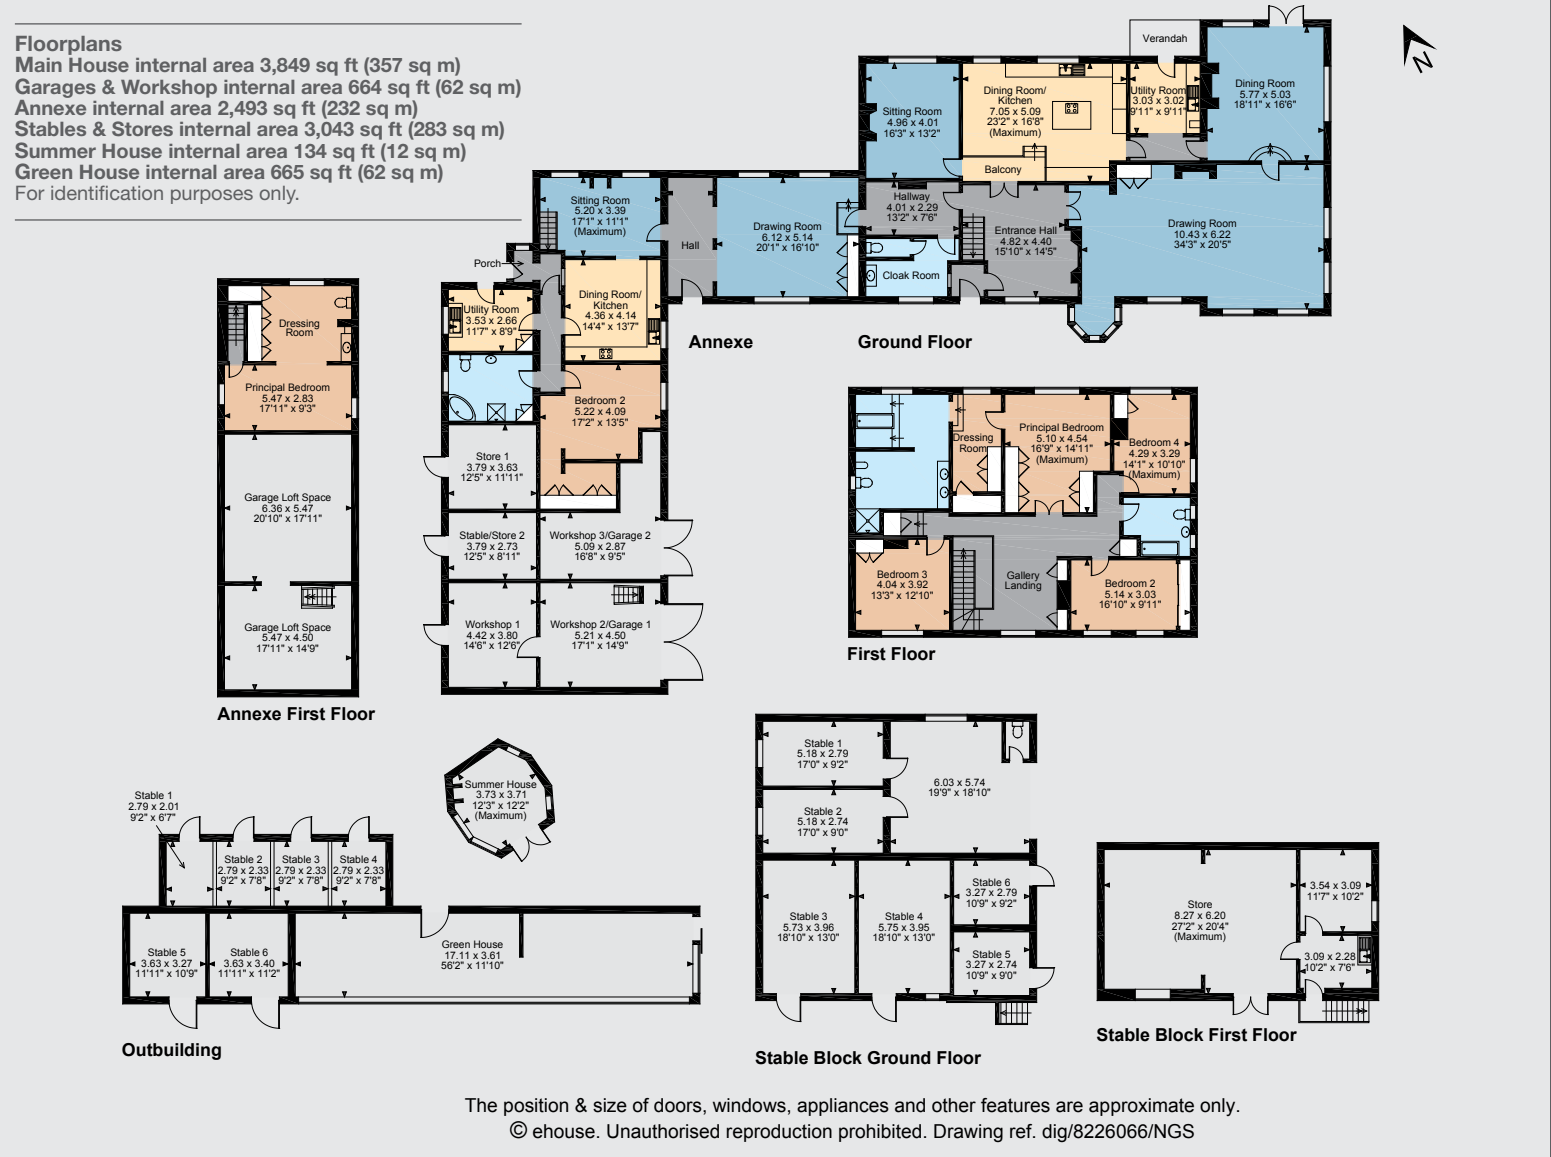 Floorplans
Main House internal area 3,849 sq ft (357 sq m)
Garages & Workshop internal area 664 sq ft (62 sq m)
Annexe internal area 2,493 sq ft (232 sq m)
Stables & Stores internal area 3,043 sq ft (283 sq m)
Summer House internal area 134 sq ft (12 sq m)
Green House internal area 665 sq ft (62 sq m)
For identification purposes only.
N
Verandah
Sitting Room
4.96 x 4.01
16'3" x 13'2"
Dining Room/
Kitchen
7.05 x 5.09
23'2" x 16'8"
(Maximum)
Utility Room
3.03 x 3.02
9'11" x 9'11"
Dining Room
5.77 x 5.03
18'11" x 16'6"
Balcony
Hallway
4.01 x 2.29
13'2" x 7'6"
Entrance Hall
4.82 x 4.40
15'10" x 14'5"
Drawing Room
10.43 x 6.22
34'3" x 20'5"
Cloak Room
Sitting Room
5.20 x 3.39
17'1" x 11'1"
(Maximum)
Hall
Drawing Room
6.12 x 5.14
20'1" x 16'10"
Porch
Utility Room
3.53 x 2.66
11'7" x 8'9"
Dining Room/
Kitchen
4.36 x 4.14
14'4" x 13'7"
Annexe
Ground Floor
Bedroom 2
5.22 x 4.09
17'2" x 13'5"
Store 1
3.79 x 3.63
12'5" x 11'11"
Stable/Store 2
3.79 x 2.73
12'5" x 8'11"
Workshop 3/Garage 2
5.09 x 2.87
16'8" x 9'5"
Workshop 1
4.42 x 3.80
14'6" x 12'6"
Workshop 2/Garage 1
5.21 x 4.50
17'1" x 14'9"
Dressing
Room
Principal Bedroom
5.47 x 2.83
17'11" x 9'3"
Garage Loft Space
6.36 x 5.47
20'10" x 17'11"
Garage Loft Space
5.47 x 4.50
17'11" x 14'9"
Annexe First Floor
Dressing
Room
Principal Bedroom
5.10 x 4.54
16'9" x 14'11"
(Maximum)
Bedroom 4
4.29 x 3.29
14'1" x 10'10"
(Maximum)
Bedroom 3
4.04 x 3.92
13'3" x 12'10"
Gallery
Landing
Bedroom 2
5.14 x 3.03
16'10" x 9'11"
First Floor
Summer House
3.73 x 3.71
12'3" x 12'2"
(Maximum)
Stable 1
2.79 x 2.01
9'2" x 6'7"
Stable 2
2.79 x 2.33
9'2" x 7'8"
Stable 3
2.79 x 2.33
9'2" x 7'8"
Stable 4
2.79 x 2.33
9'2" x 7'8"
Stable 5
3.63 x 3.27
11'11" x 10'9"
Stable 6
3.63 x 3.40
11'11" x 11'2"
Green House
17.11 x 3.61
56'2" x 11'10"
Outbuilding
Stable 1
5.18 x 2.79
17'0" x 9'2"
6.03 x 5.74
19'9" x 18'10"
Stable 2
5.18 x 2.74
17'0" x 9'0"
Stable 3
5.73 x 3.96
18'10" x 13'0"
Stable 4
5.75 x 3.95
18'10" x 13'0"
Stable 6
3.27 x 2.79
10'9" x 9'2"
Stable 5
3.27 x 2.74
10'9" x 9'0"
Stable Block Ground Floor
Store
8.27 x 6.20
27'2" x 20'4"
(Maximum)
3.54 x 3.09
11'7" x 10'2"
3.09 x 2.28
10'2" x 7'6"
Stable Block First Floor
The position & size of doors, windows, appliances and other features are approximate only.
© ehouse. Unauthorised reproduction prohibited. Drawing ref. dig/8226066/NGS